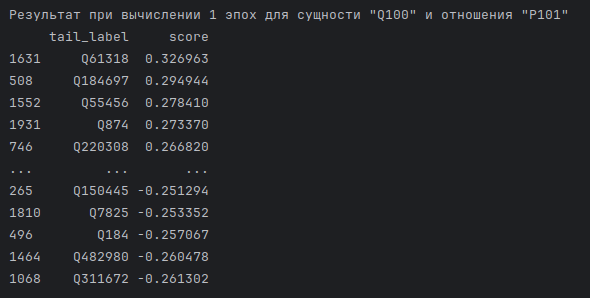 Результат при вычислении 1 эпох для сущности "Q100" и отношения "P101"
tail_label score
1631 Q61318 0.326963
508 Q184697 0.294944
1552 Q55456 0.278410
1931 Q874 0.273370
746 Q220308 0.266820
... ... ...
265 Q150445 -0.251294
1810 Q7825 -0.253352
496 Q184 -0.257067
1464 Q482980 -0.260478
1068 Q311672 -0.261302